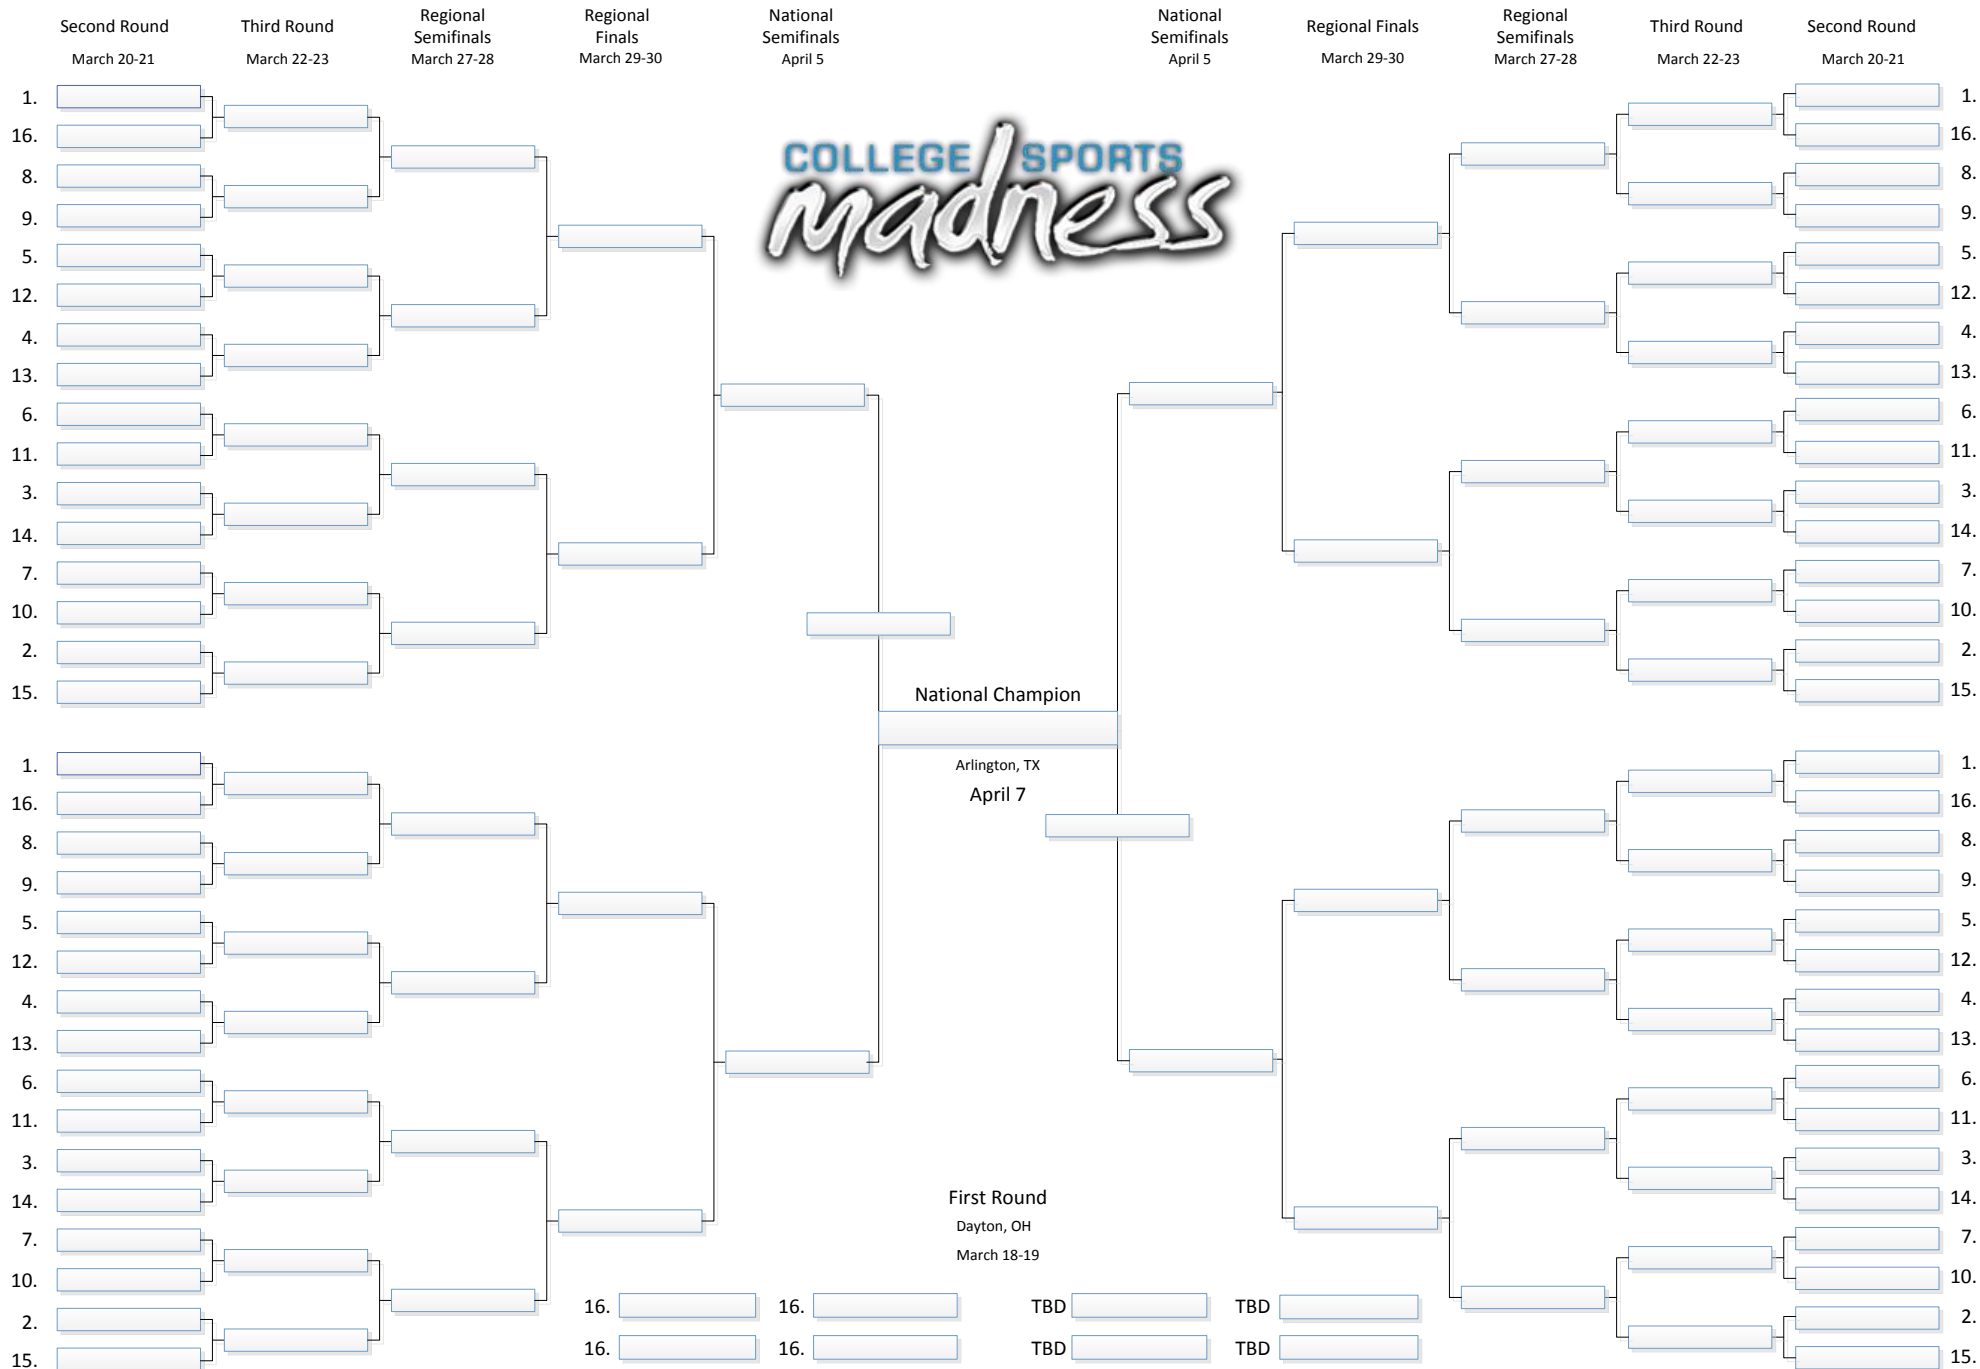 Second Round
March 20-21
Third Round
March 22-23
Regional
Semifinals
March 27-28
Regional
Finals
March 29-30
National
Semifinals
April 5
National
Semifinals
April 5
Regional Finals
March 29-30
Regional
Semifinals
March 27-28
Third Round
March 22-23
Second Round
March 20-21
COLLEGE SPORTS
madness
1.
16.
8.
9.
5.
12.
4.
13.
6.
11.
3.
14.
7.
10.
2.
15.
1.
16.
8.
9.
5.
12.
4.
13.
6.
11.
3.
14.
7.
10.
2.
15.
National Champion
Arlington, TX
April 7
1.
16.
8.
9.
5.
12.
4.
13.
6.
11.
3.
14.
7.
10.
2.
15.
1.
16.
8.
9.
5.
12.
4.
13.
6.
11.
3.
14.
7.
10.
2.
15.
First Round
Dayton, OH
March 18-19
16. 16. TBD TBD
16. 16. TBD TBD